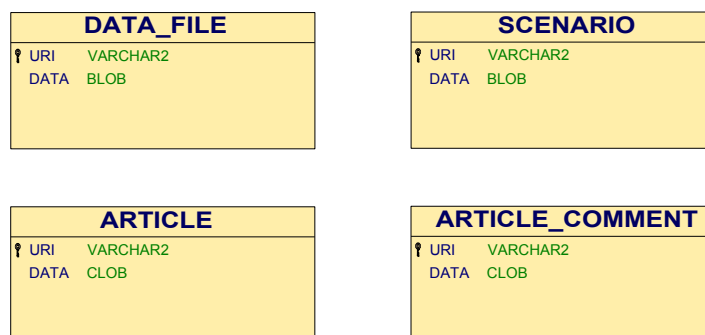 DATA_FILE
URI VARCHAR2
DATA BLOB
SCENARIO
URI VARCHAR2
DATA BLOB
ARTICLE
URI VARCHAR2
DATA CLOB
ARTICLE_COMMENT
URI VARCHAR2
DATA CLOB